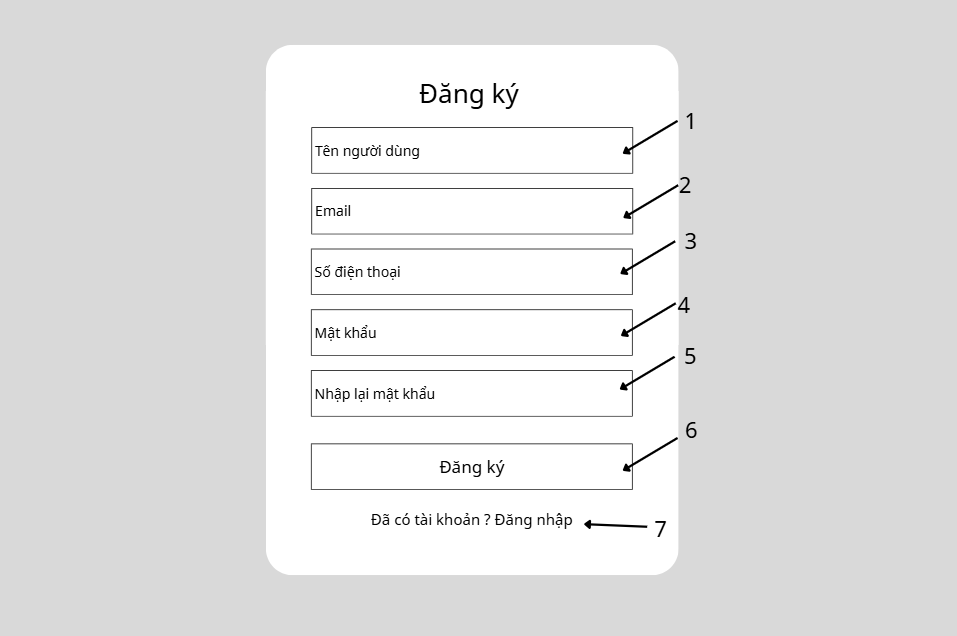 Đăng ký
1
Tên người dùng
2
Email
3
Số điện thoại
4
Mật khẩu
5
Nhập lại mật khẩu
6
Đăng ký
Đã có tài khoản ? Đăng nhập
7